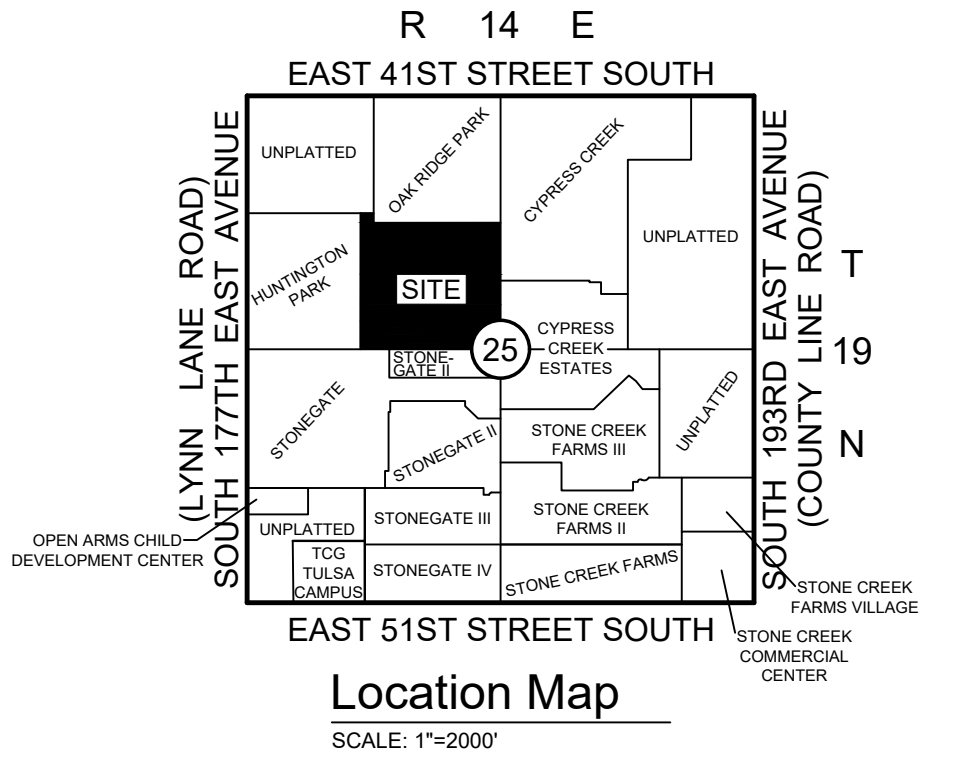 R 14 E
EAST 41ST STREET SOUTH
(LYNN LANE ROAD)
SOUTH 177TH EAST AVENUE
UNPLATTED
OAK RIDGE PARK
CYPRESS CREEK
UNPLATTED
HUNTINGTON
PARK
SITE
25
CYPRESS
CREEK
ESTATES
STONE-
GATE II
STONEGATE
STONEGATE II
STONE CREEK
FARMS III
UNPLATTED
STONEGATE III
STONE CREEK
FARMS II
UNPLATTED
TCG
TULSA
CAMPUS
STONEGATE IV
STONE CREEK FARMS
SOUTH 193RD EAST AVENUE
(COUNTY LINE ROAD)
T
19
N
OPEN ARMS CHILD
DEVELOPMENT CENTER
STONE CREEK
FARMS VILLAGE
STONE CREEK
COMMERCIAL
CENTER
EAST 51ST STREET SOUTH
Location Map
SCALE: 1"=2000'